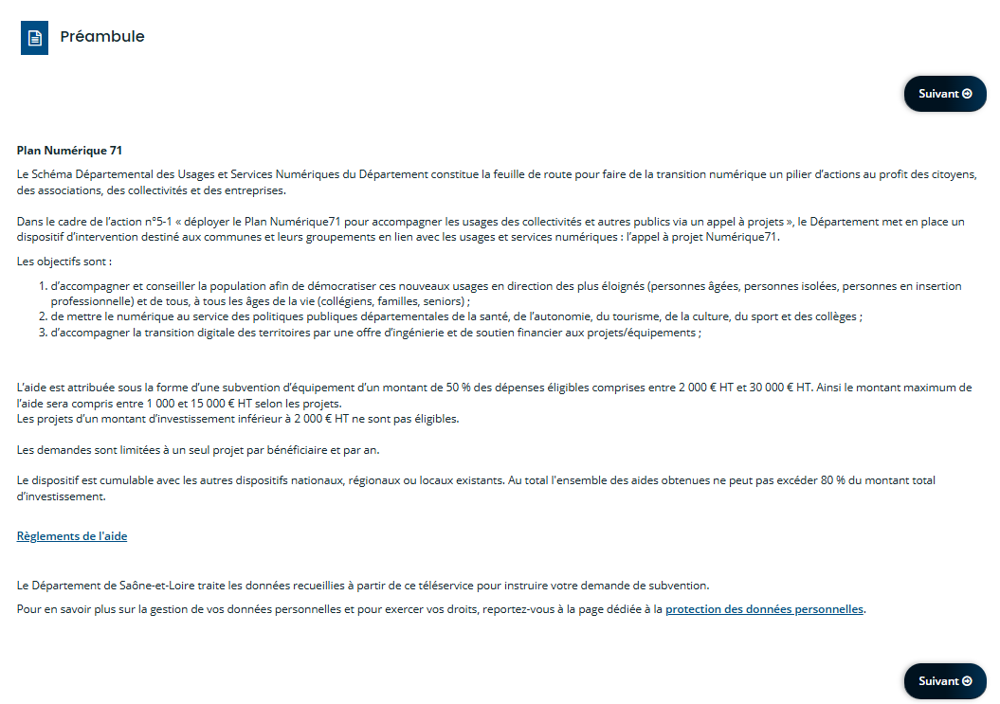 Préambule
Suivant
Plan Numérique 71
Le Schéma Départemental des Usages et Services Numériques du Département constitue la feuille de route pour faire de la transition numérique un pilier d'actions au profit des citoyens,
des associations, des collectivités et des entreprises.
Dans le cadre de l'action n°5-1 « déployer le Plan Numérique71 pour accompagner les usages des collectivités et autres publics via un appel à projets », le Département met en place un
dispositif d'intervention destiné aux communes et leurs groupements en lien avec les usages et services numériques : l'appel à projet Numérique71.
Les objectifs sont :
1. d'accompagner et conseiller la population afin de démocratiser ces nouveaux usages en direction des plus éloignés (personnes âgées, personnes isolées, personnes en insertion
professionnelle) et de tous, à tous les âges de la vie (collégiens, familles, seniors) ;
2. de mettre le numérique au service des politiques publiques départementales de la santé, de l'autonomie, du tourisme, de la culture, du sport et des collèges ;
3. d'accompagner la transition digitale des territoires par une offre d'ingénierie et de soutien financier aux projets/équipements ;
L'aide est attribuée sous la forme d'une subvention d'équipement d'un montant de 50 % des dépenses éligibles comprises entre 2 000 € HT et 30 000 € HT. Ainsi le montant maximum de
l'aide sera compris entre 1 000 et 15 000 € HT selon les projets.
Les projets d'un montant d'investissement inférieur à 2 000 € HT ne sont pas éligibles.
Les demandes sont limitées à un seul projet par bénéficiaire et par an.
Le dispositif est cumulable avec les autres dispositifs nationaux, régionaux ou locaux existants. Au total l'ensemble des aides obtenues ne peut pas excéder 80 % du montant total
d'investissement.
Règlements de l'aide
Le Département de Saône-et-Loire traite les données recueillies à partir de ce téléservice pour instruire votre demande de subvention.
Pour en savoir plus sur la gestion de vos données personnelles et pour exercer vos droits, reportez-vous à la page dédiée à la protection des données personnelles.
Suivant